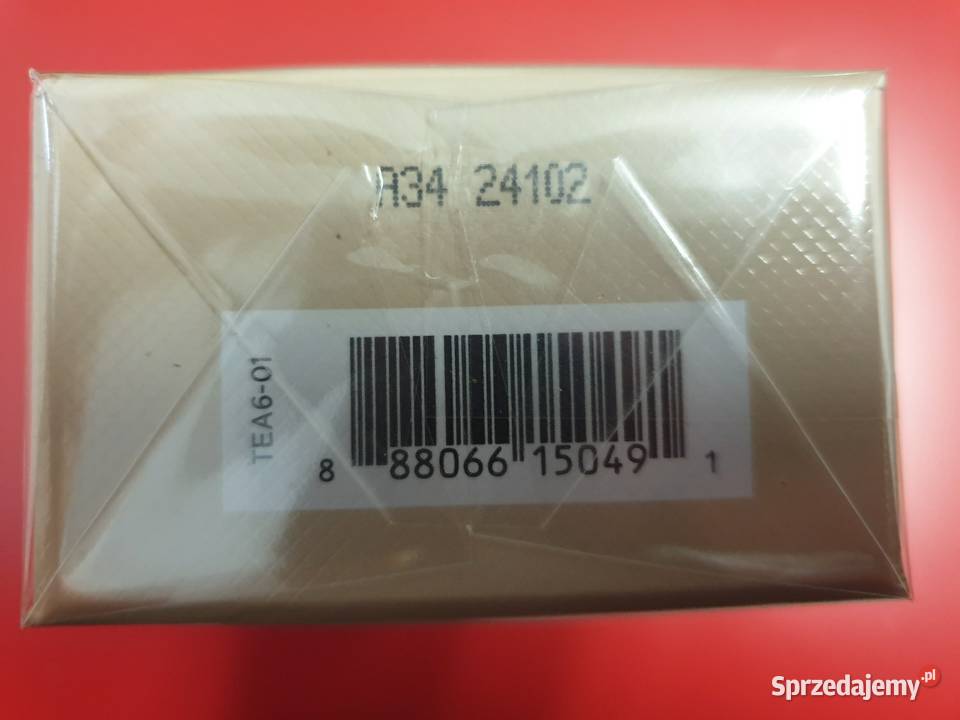 A34 24102
TEA6-01
8 88066 15049 1
Sprzedajemy.pl